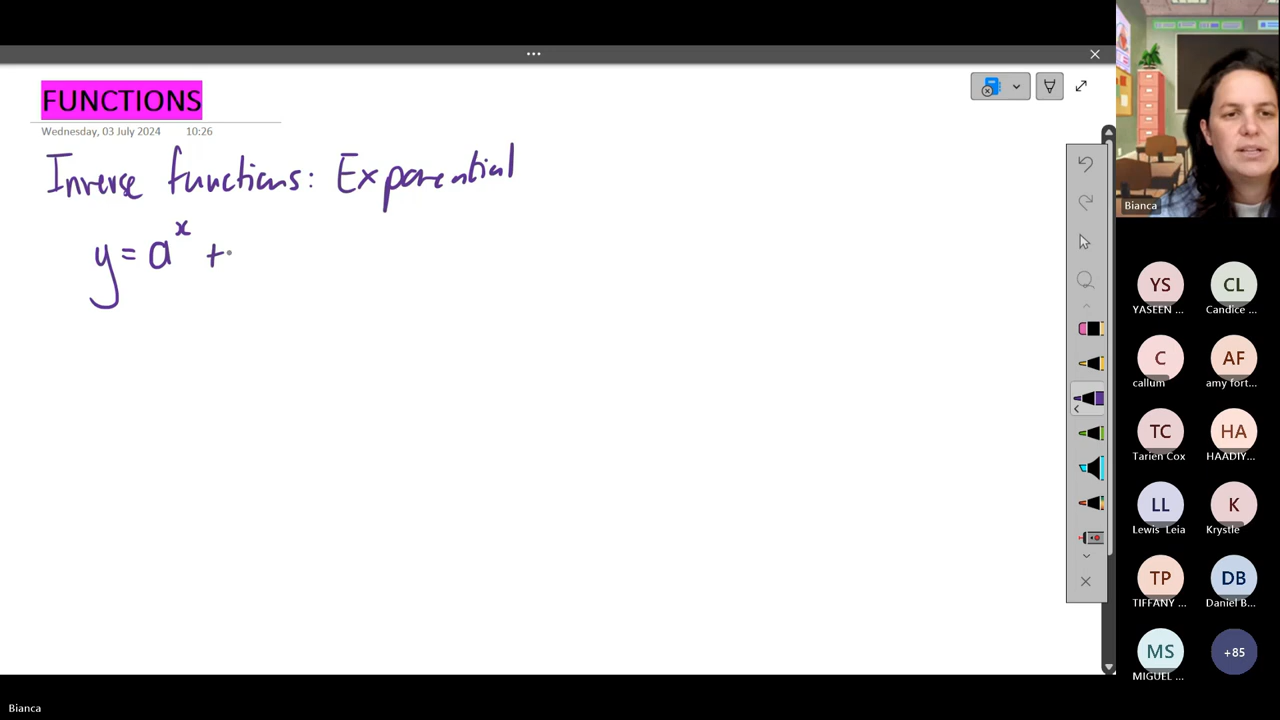 FUNCTIONS
Wednesday, 03 July 2024 10:26
Inverse functions: Exponential
y = a^x +
Bianca
YS CL
YASEEN ... Candice ...
C AF
callum amy fort...
TC HA
Tarien Cox HAADIY...
LL K
Lewis Leia Krystle
TP DB
TIFFANY ... Daniel B...
MS +85
MIGUEL ...
Bianca